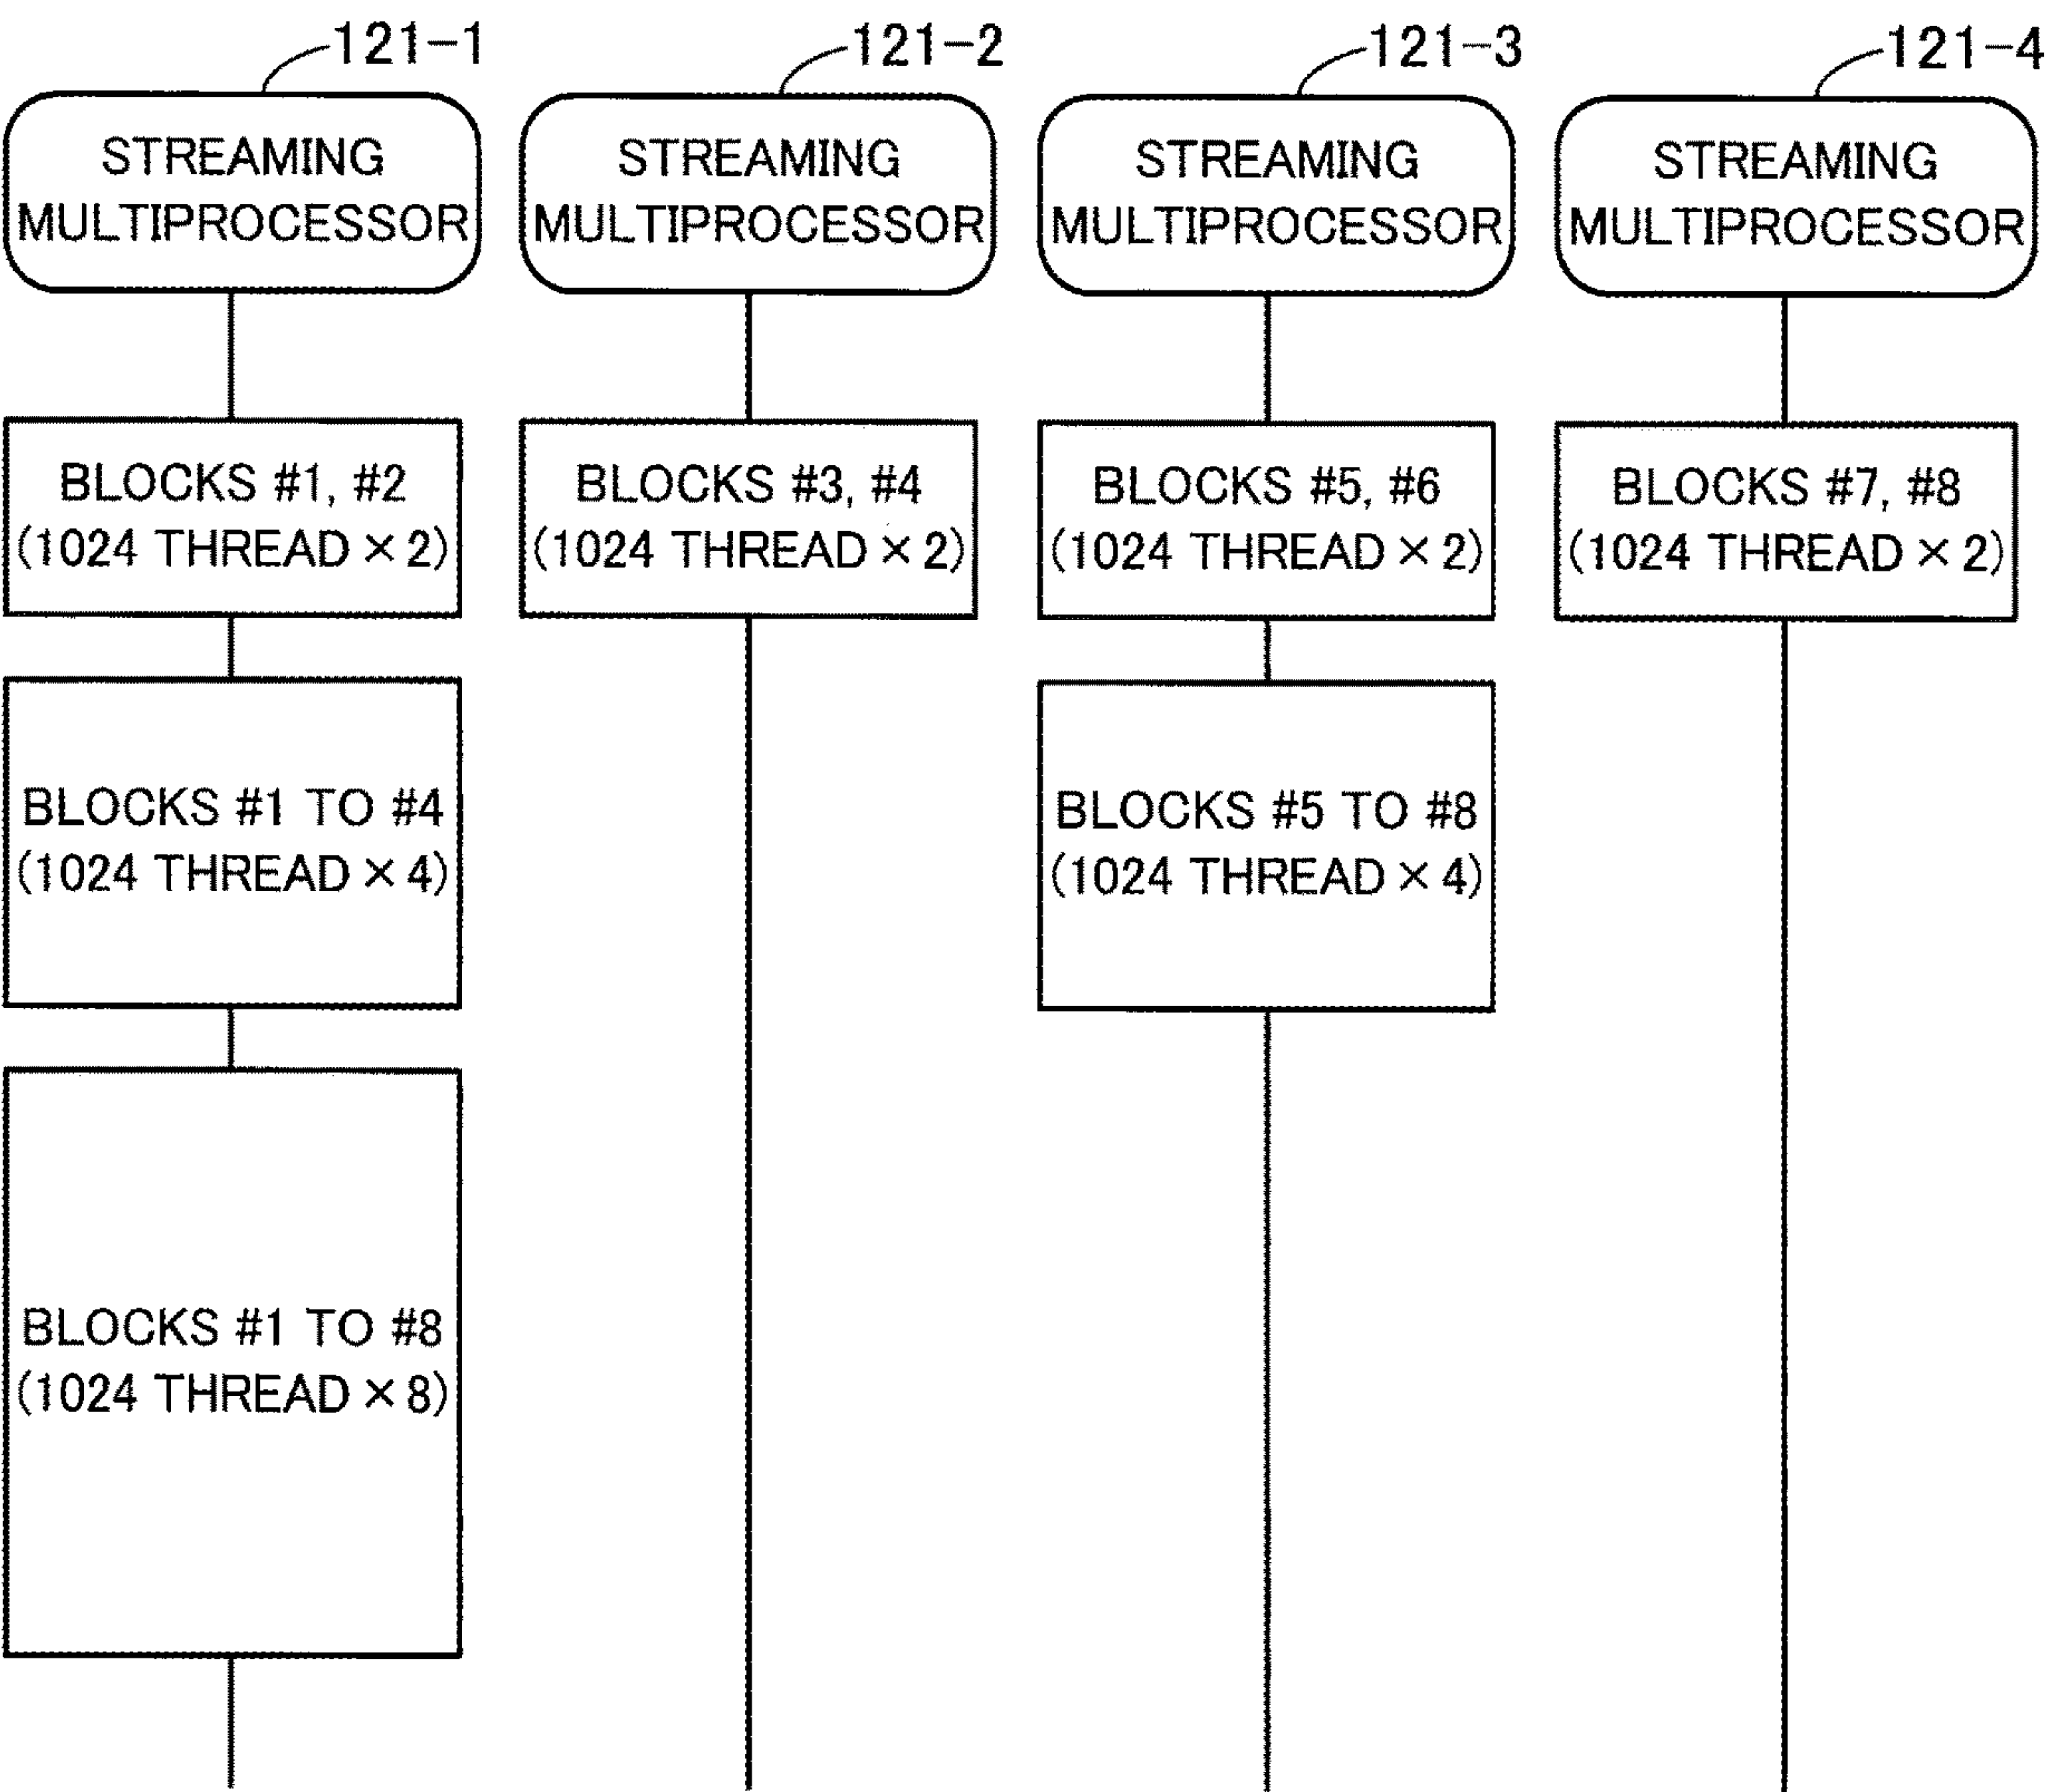 121-1
121-2
121-3
121-4
STREAMING
MULTIPROCESSOR
STREAMING
MULTIPROCESSOR
STREAMING
MULTIPROCESSOR
STREAMING
MULTIPROCESSOR
BLOCKS #1, #2
(1024 THREAD × 2)
BLOCKS #3, #4
(1024 THREAD × 2)
BLOCKS #5, #6
(1024 THREAD × 2)
BLOCKS #7, #8
(1024 THREAD × 2)
BLOCKS #1 TO #4
(1024 THREAD × 4)
BLOCKS #5 TO #8
(1024 THREAD × 4)
BLOCKS #1 TO #8
(1024 THREAD × 8)